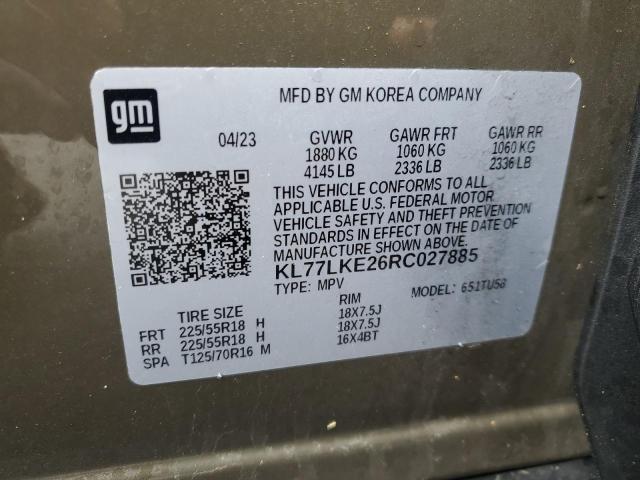 gm
MFD BY GM KOREA COMPANY
04/23 GVWR GAWR FRT GAWR RR
1880 KG 1060 KG 1060 KG
4145 LB 2336 LB 2336 LB
THIS VEHICLE CONFORMS TO ALL
APPLICABLE U.S. FEDERAL MOTOR
VEHICLE SAFETY AND THEFT PREVENTION
STANDARDS IN EFFECT ON THE DATE OF
MANUFACTURE SHOWN ABOVE.
KL77LKE26RC027885
TYPE: MPV MODEL: 651TU58
TIRE SIZE RIM
FRT 225/55R18 H 18X7.5J
RR 225/55R18 H 18X7.5J
SPA T125/70R16 M 16X4BT